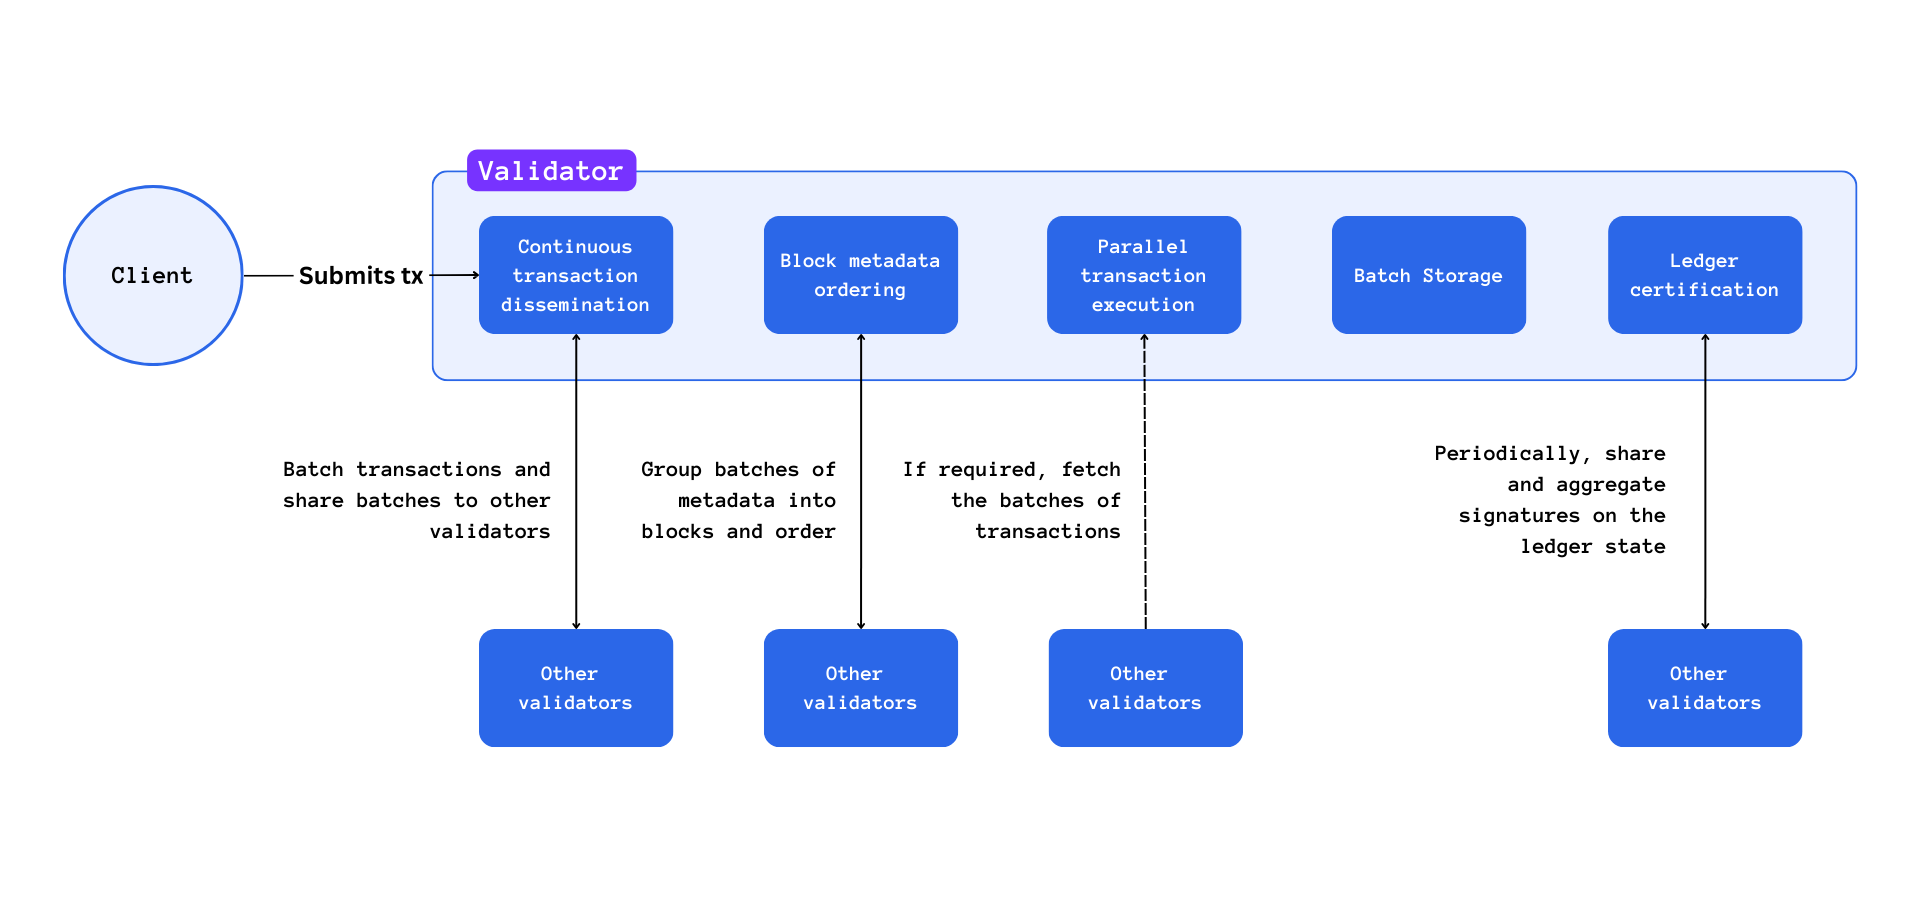 Validator
Client
Submits tx
Continuous
transaction
dissemination
Block metadata
ordering
Parallel
transaction
execution
Batch Storage
Ledger
certification
Batch transactions and
share batches to other
validators
Group batches of
metadata into
blocks and order
If required, fetch
the batches of
transactions
Periodically, share
and aggregate
signatures on the
ledger state
Other
validators
Other
validators
Other
validators
Other
validators